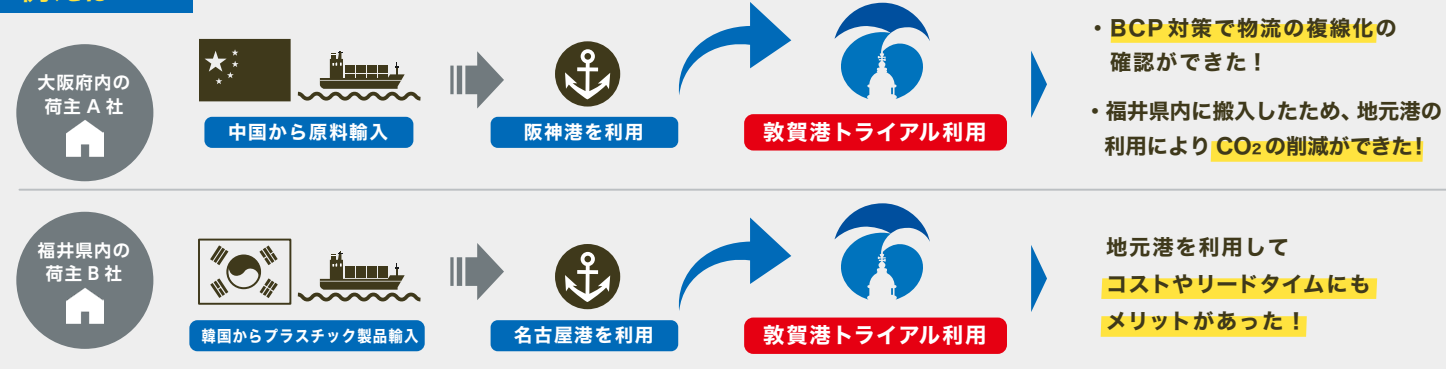 大阪府内の
荷主A社
中国から原料輸入
阪神港を利用
敦賀港トライアル利用
・BCP対策で物流の複線化の
確認ができた！
・福井県内に搬入したため、地元港の
利用によりCO₂の削減ができた！
福井県内の
荷主B社
韓国からプラスチック製品輸入
名古屋港を利用
敦賀港トライアル利用
地元港を利用して
コストやリードタイムにも
メリットがあった！